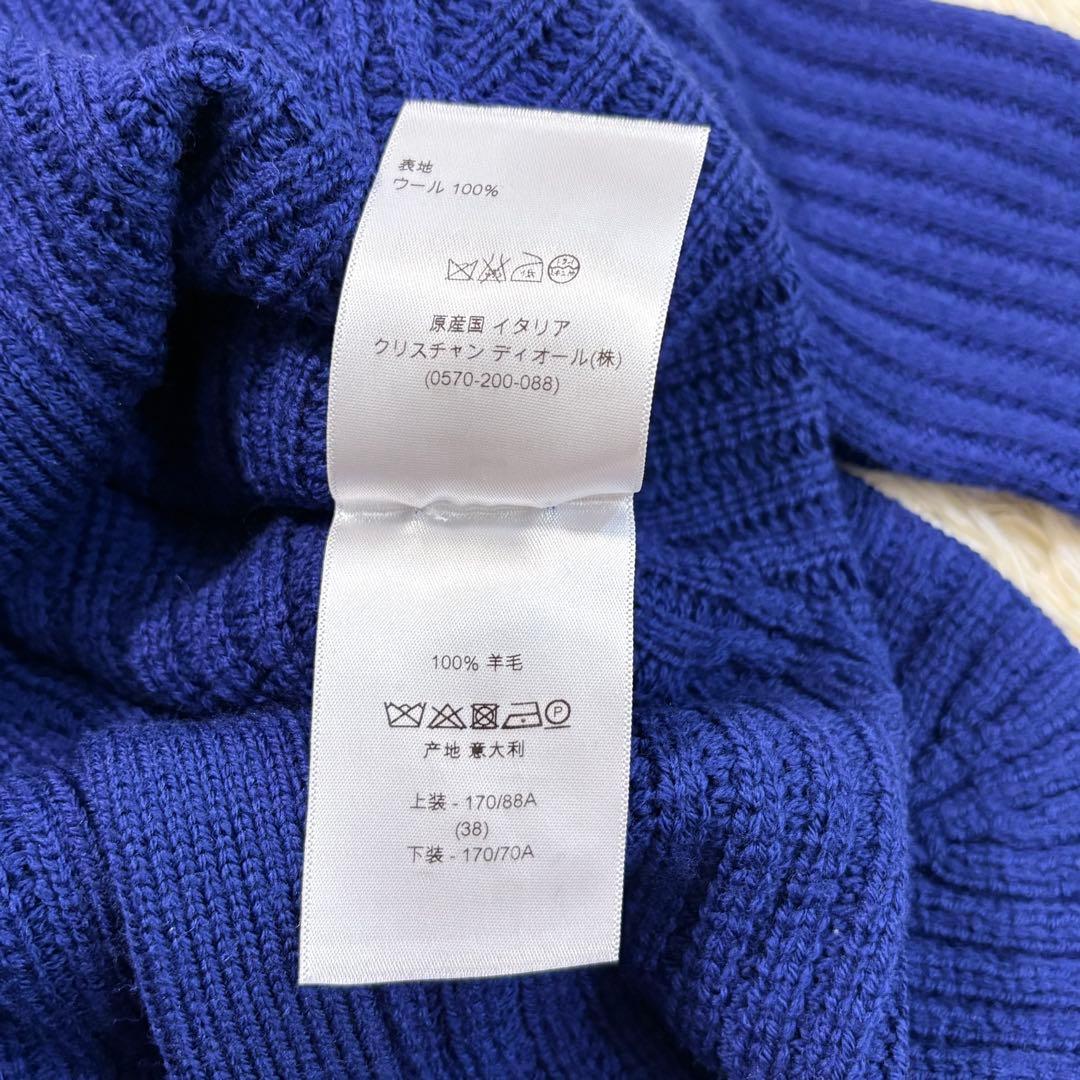 表地
ウール 100%
原産国 イタリア
クリスチャン ディオール(株)
(0570-200-088)
100% 羊毛
P
产地 意大利
上装 - 170/88A
(38)
下装 - 170/70A